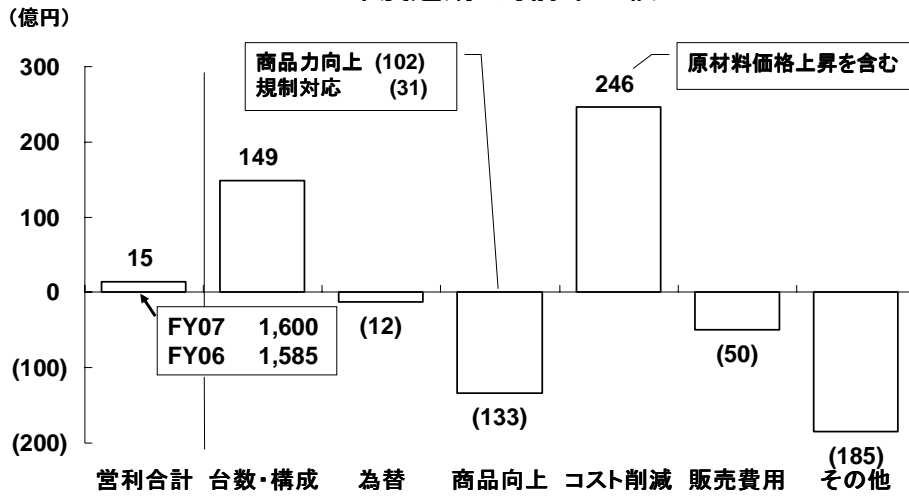 (億円)
300
200
100
0
(100)
(200)
商品力向上 (102)
規制対応 (31)
原材料価格上昇を含む
15
149
(12)
(133)
246
(50)
(185)
FY07 1,600
FY06 1,585
営利合計 台数・構成 為替 商品向上 コスト削減 販売費用 その他